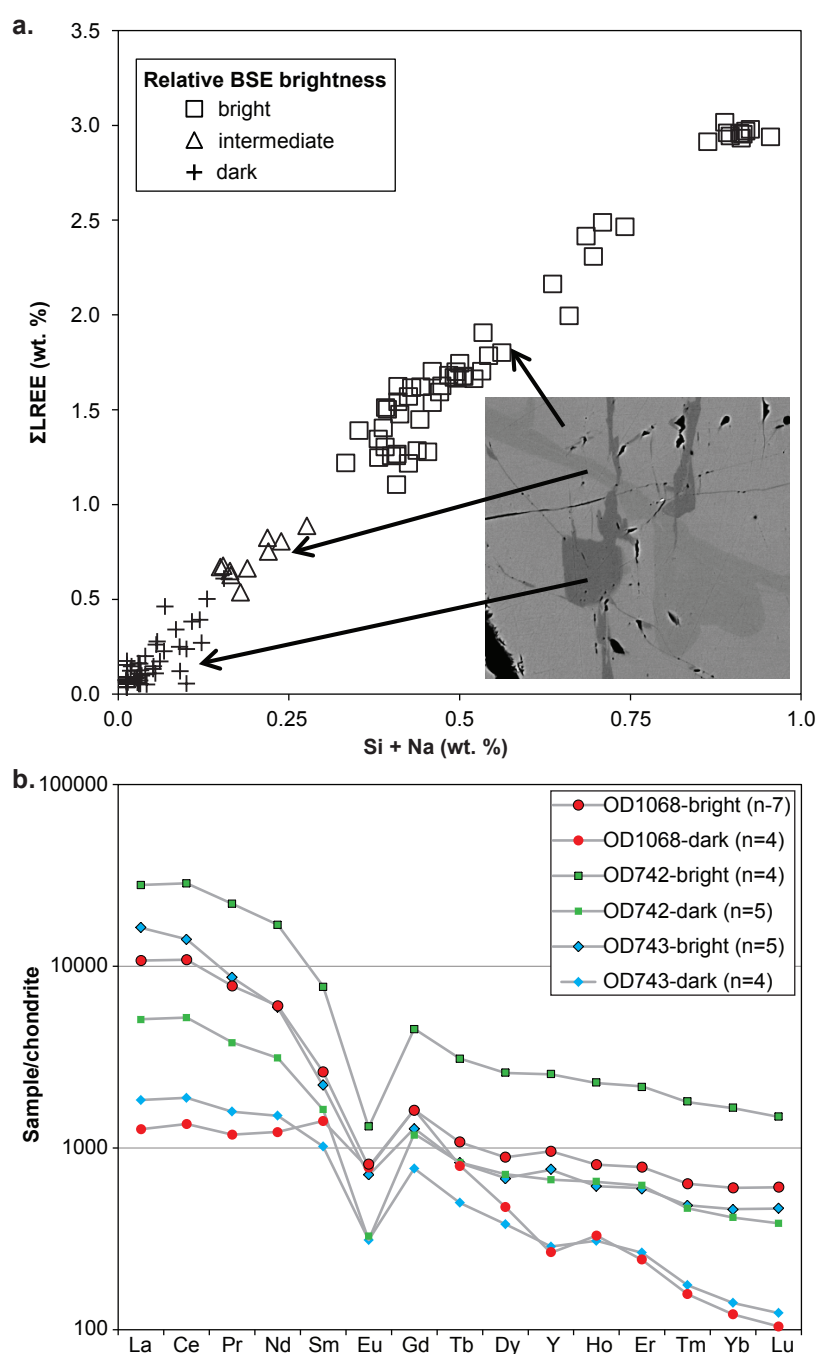 a.
3.5
3.0
2.5
2.0
1.5
1.0
0.5
0.0
ΣLREE (wt. %)
Relative BSE brightness
bright
intermediate
dark
0.0 0.25 0.5 0.75 1.0
Si + Na (wt. %)
b.
100000
10000
1000
100
Sample/chondrite
OD1068-bright (n-7)
OD1068-dark (n=4)
OD742-bright (n=4)
OD742-dark (n=5)
OD743-bright (n=5)
OD743-dark (n=4)
La Ce Pr Nd Sm Eu Gd Tb Dy Y Ho Er Tm Yb Lu